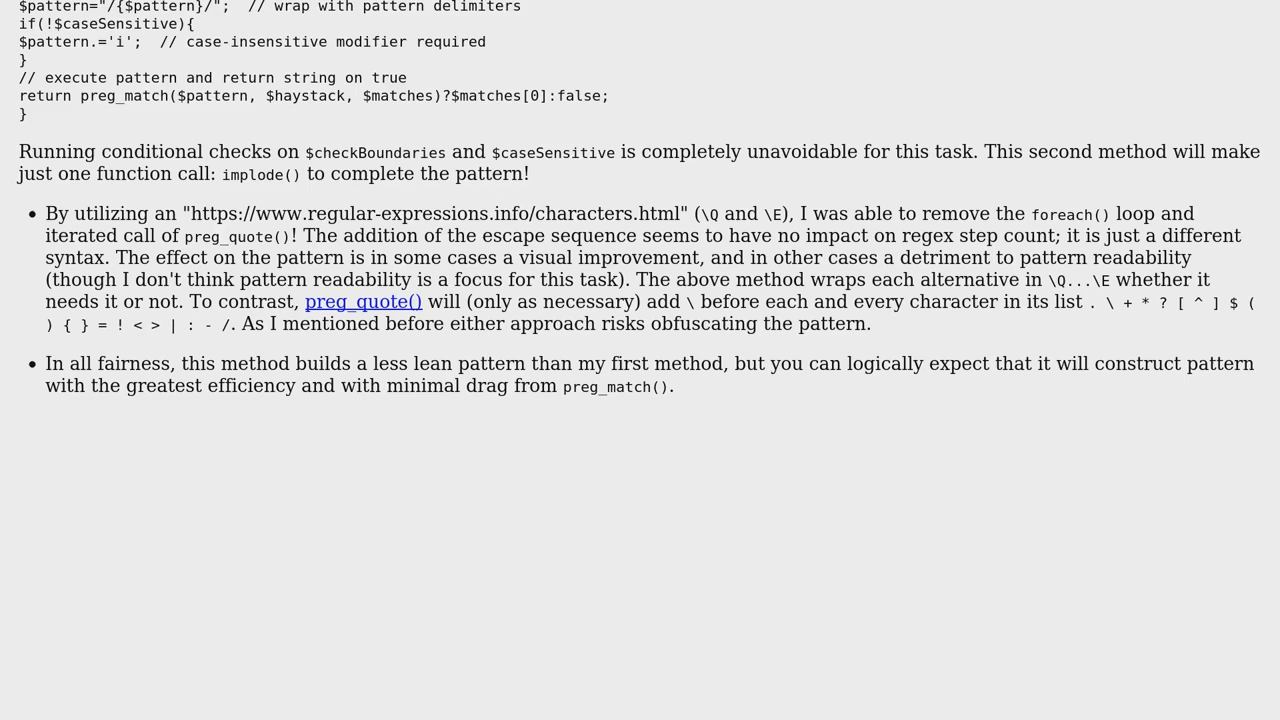 $pattern="/{$pattern}/";  // wrap with pattern delimiters
if(!$caseSensitive){
$pattern.='i';  // case-insensitive modifier required
}
// execute pattern and return string on true
return preg_match($pattern, $haystack, $matches)?$matches[0]:false;
}
Running conditional checks on $checkBoundaries and $caseSensitive is completely unavoidable for this task. This second method will make
just one function call: implode() to complete the pattern!
• By utilizing an "https://www.regular-expressions.info/characters.html" (\Q and \E), I was able to remove the foreach() loop and
iterated call of preg_quote()! The addition of the escape sequence seems to have no impact on regex step count; it is just a different
syntax. The effect on the pattern is in some cases a visual improvement, and in other cases a detriment to pattern readability
(though I don't think pattern readability is a focus for this task). The above method wraps each alternative in \Q...\E whether it
needs it or not. To contrast, preg_quote() will (only as necessary) add \ before each and every character in its list . \ + * ? [ ^ ] $ (
) { } = ! < > | : - /. As I mentioned before either approach risks obfuscating the pattern.
• In all fairness, this method builds a less lean pattern than my first method, but you can logically expect that it will construct pattern
with the greatest efficiency and with minimal drag from preg_match().